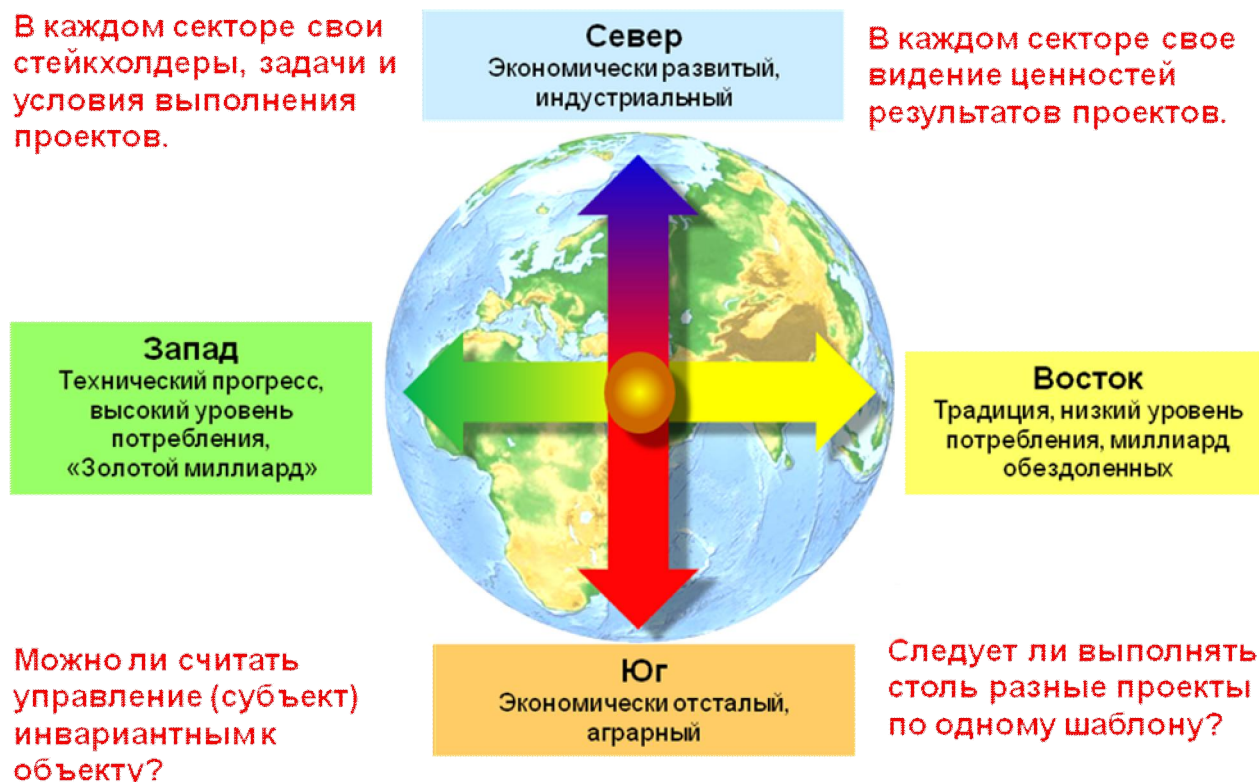 В каждом секторе свои
стейкхолдеры, задачи и
условия выполнения
проектов.
Север
Экономически развитый,
индустриальный
В каждом секторе свое
видение ценностей
результатов проектов.
Запад
Технический прогресс,
высокий уровень
потребления,
«Золотой миллиард»
Восток
Традиция, низкий уровень
потребления, миллиард
обездоленных
Можно ли считать
управление (субъект)
инвариантным к
объекту?
Юг
Экономически отсталый,
аграрный
Следует ли выполнять
столь разные проекты
по одному шаблону?